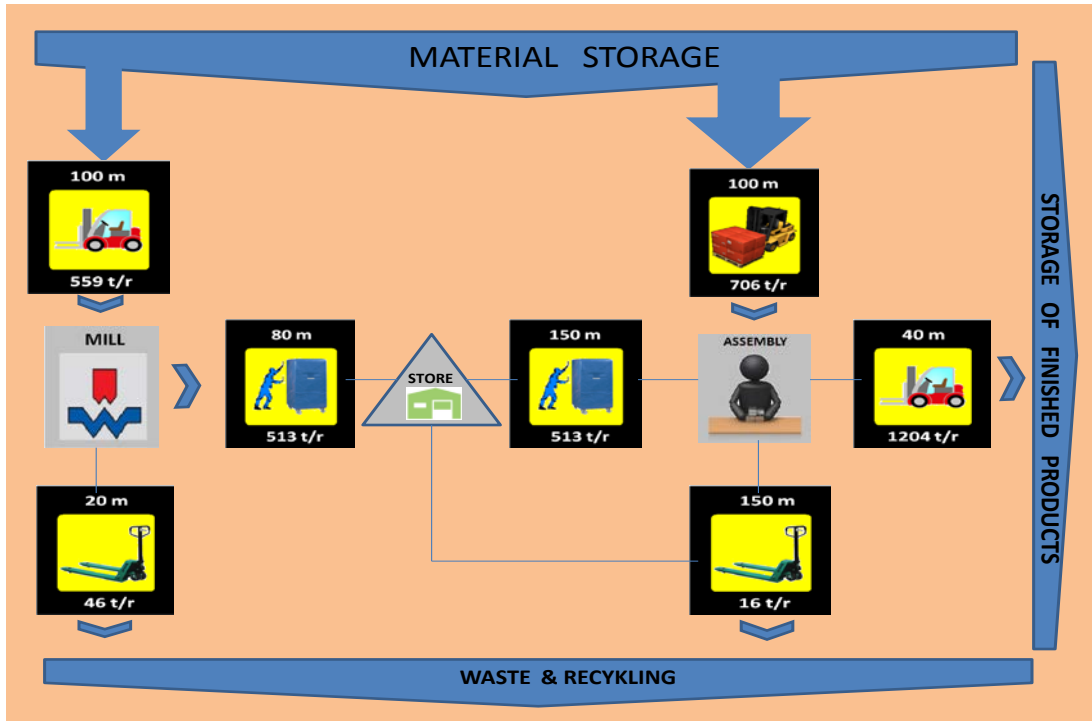 MATERIAL STORAGE
100 m
559 t/r
100 m
706 t/r
MILL
80 m
513 t/r
STORE
150 m
513 t/r
ASSEMBLY
40 m
1204 t/r
20 m
46 t/r
150 m
16 t/r
STORAGE OF FINISHED PRODUCTS
WASTE & RECYKLING